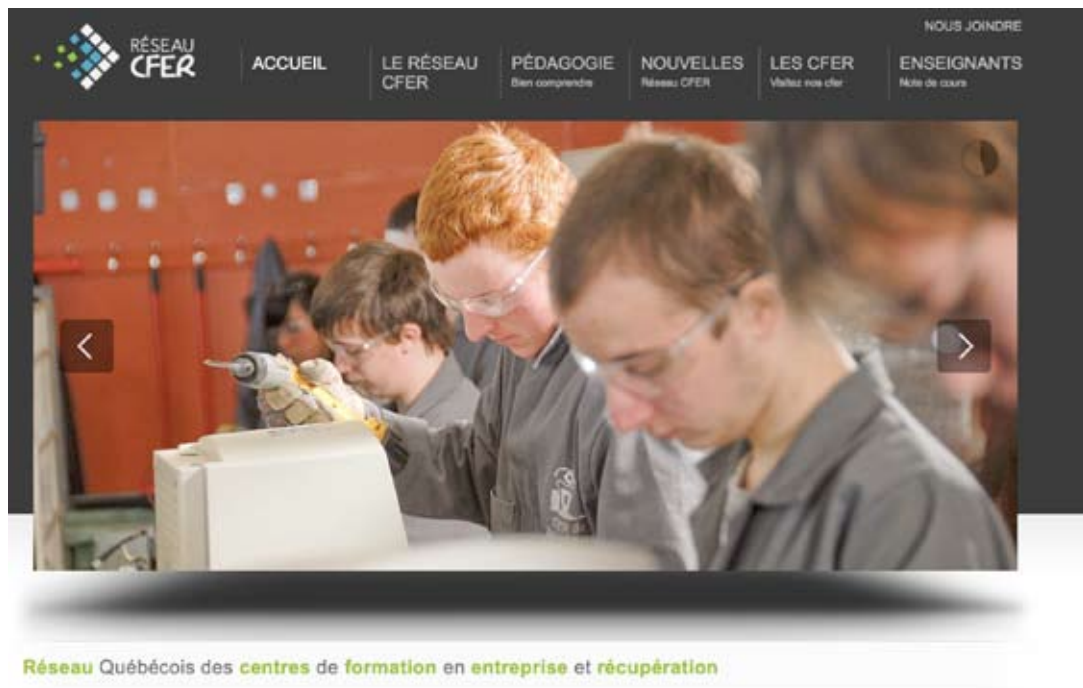 NOUS JOINDRE
RÉSEAU
CFER
ACCUEIL
LE RÉSEAU
CFER
PÉDAGOGIE
Bien comprendre
NOUVELLES
Réseau CFER
LES CFER
Visitez nos cfer
ENSEIGNANTS
Note de cours
Réseau Québécois des centres de formation en entreprise et récupération